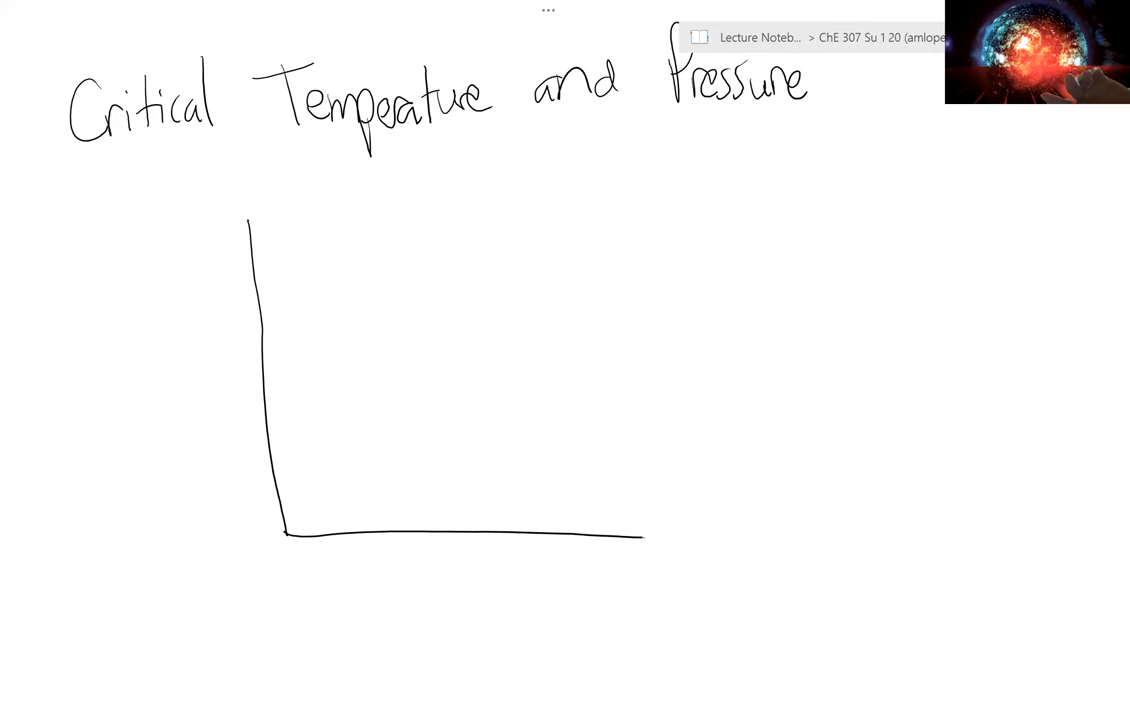 Lecture Noteb... > ChE 307 Su 1 20 (amlope
Critical Temperature and Pressure